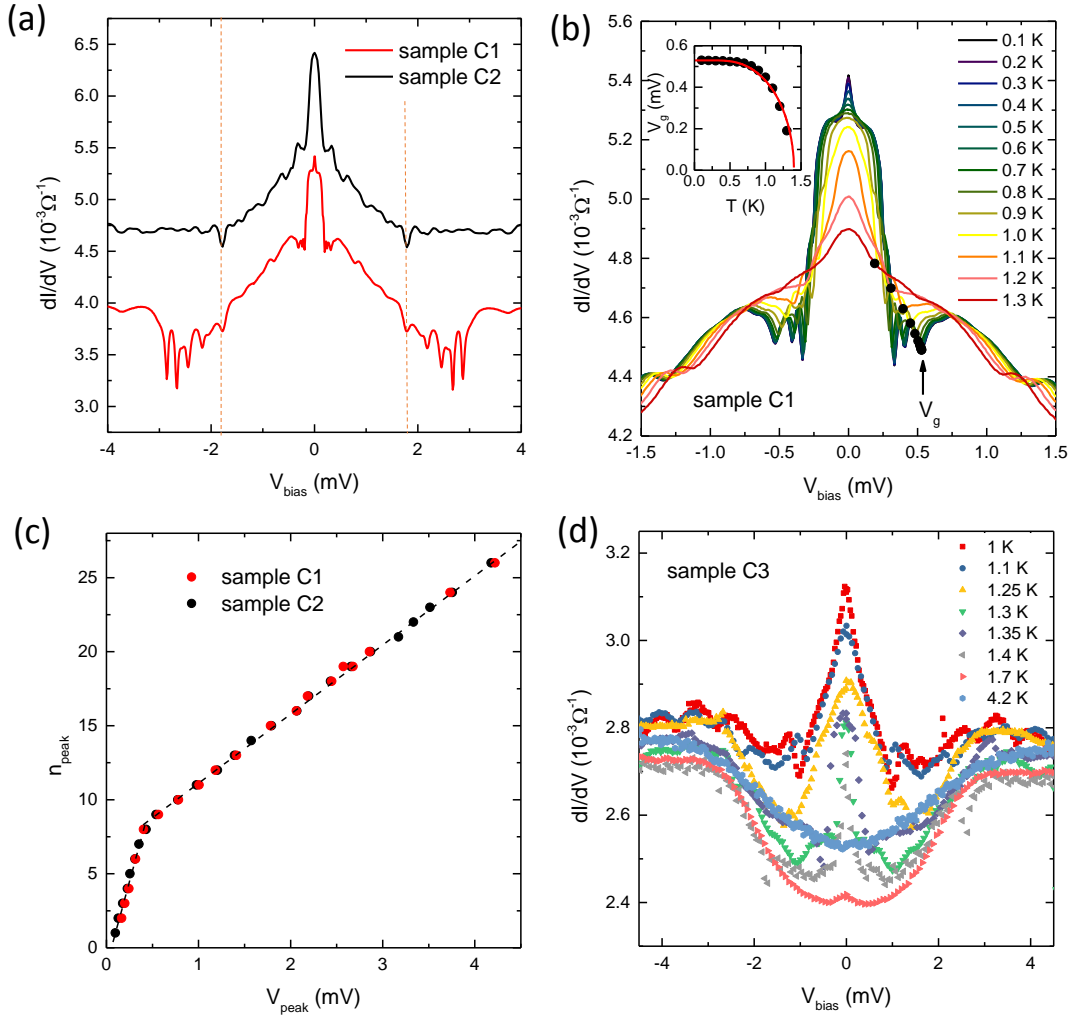 (a)
6.5
6.0
5.5
5.0
4.5
4.0
3.5
3.0
dI/dV (10⁻³Ω⁻¹)
sample C1
sample C2
-4
-2
0
2
4
V_bias (mV)
(b)
5.6
5.4
5.2
5.0
4.8
4.6
4.4
4.2
dI/dV (10⁻³Ω⁻¹)
0.6
0.4
0.2
0.0
V_g (mV)
0.0
0.5
1.0
1.5
T (K)
0.1 K
0.2 K
0.3 K
0.4 K
0.5 K
0.6 K
0.7 K
0.8 K
0.9 K
1.0 K
1.1 K
1.2 K
1.3 K
sample C1
V_g
-1.5
-1.0
-0.5
0.0
0.5
1.0
1.5
V_bias (mV)
(c)
25
20
15
10
5
0
n_peak
sample C1
sample C2
0
1
2
3
4
V_peak (mV)
(d)
3.2
3.0
2.8
2.6
2.4
dI/dV (10⁻³Ω⁻¹)
sample C3
1 K
1.1 K
1.25 K
1.3 K
1.35 K
1.4 K
1.7 K
4.2 K
-4
-2
0
2
4
V_bias (mV)